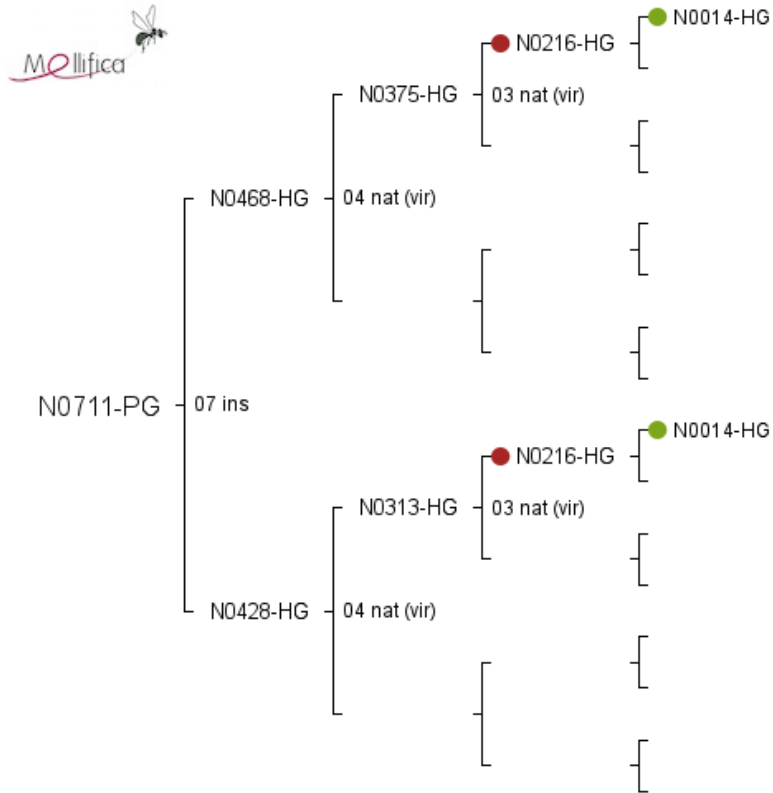 Mellifica
N0014-HG
N0216-HG
N0375-HG
03 nat (vir)
N0468-HG
04 nat (vir)
N0711-PG
07 ins
N0014-HG
N0216-HG
N0313-HG
03 nat (vir)
N0428-HG
04 nat (vir)